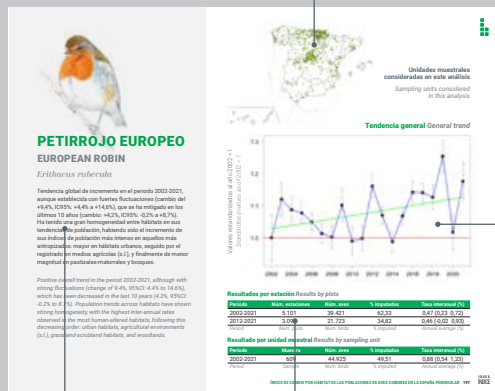 Unidades muestrales
consideradas en este análisis
Sampling units considered
in this analysis
PETIRROJO EUROPEO
EUROPEAN ROBIN
Erithacus rubecula
Tendencia global de incremento en el periodo 2002-2021,
aunque establecida con fuertes fluctuaciones (cambio del
+9,4%, IC95%: +4,4% a +14,6%), que se ha mitigado en los
últimos 10 años (cambio: +4,2%, IC95%: -0,2% a +8,7%).
Ha tenido una gran homogeneidad entre hábitats en sus
tendencias de población, habiendo sido el incremento de
sus índices de población más intenso en aquellos más
antropizados: mayor en hábitats urbanos, seguido por el
registrado en medios agrícolas (s.l.), y finalmente de menor
magnitud en pastizales-matorrales y bosques.
Positive overall trend in the period 2002-2021, although with
strong fluctuations (change of 9.4%, 95%CI: 4.4% to 14.6%),
which has been decreased in the last 10 years (4.2%, 95%CI:
-0.2% to 8.7%). Population trends across habitats have shown
strong homogeneity, with the highest inter-annual rates
observed in the most human-altered habitats, following this
decreasing order: urban habitats, agricultural environments
(s.l.), grass-and-scrubland habitats, and woodlands.
Tendencia general General trend
Valores estandarizados al año 2002 = 1
Standardised values as of 2002 = 1
2002 2004 2006 2008 2010 2012 2014 2016 2018 2020
Resultados por estación Results by plots
Periodo Núm. estaciones Núm. aves % imputados Tasa interanual (%)
2002-2021 5.101 39.421 62,33 0,47 (0.23, 0,72)
2012-2021 21.723 34,82 0,46 (-0,02, 0.93)
Period Num. plots Num. birds % imputed Annual average (%)
Resultado por unidad muestral Results by sampling unit
Periodo Muestra Núm. aves % imputados Tasa interanual (%)
2002-2021 44.925 49,51 0,88 (0,54 1,23)
Period Sample Num. birds % imputed Annual average (%)
ÍNDICES DE CAMBIO POR HÁBITAT DE LAS POBLACIONES DE AVES COMUNES EN LA ESPAÑA PENINSULAR 197
ÍNDICE